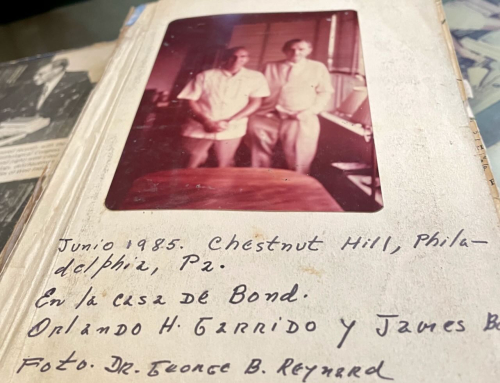 Junio 1985. Chestnut Hill, Phila-
delphia, Pa.
En la casa DE Bond.
Orlando H. Garrido y James Bo
Foto. DR. George B. Reynard